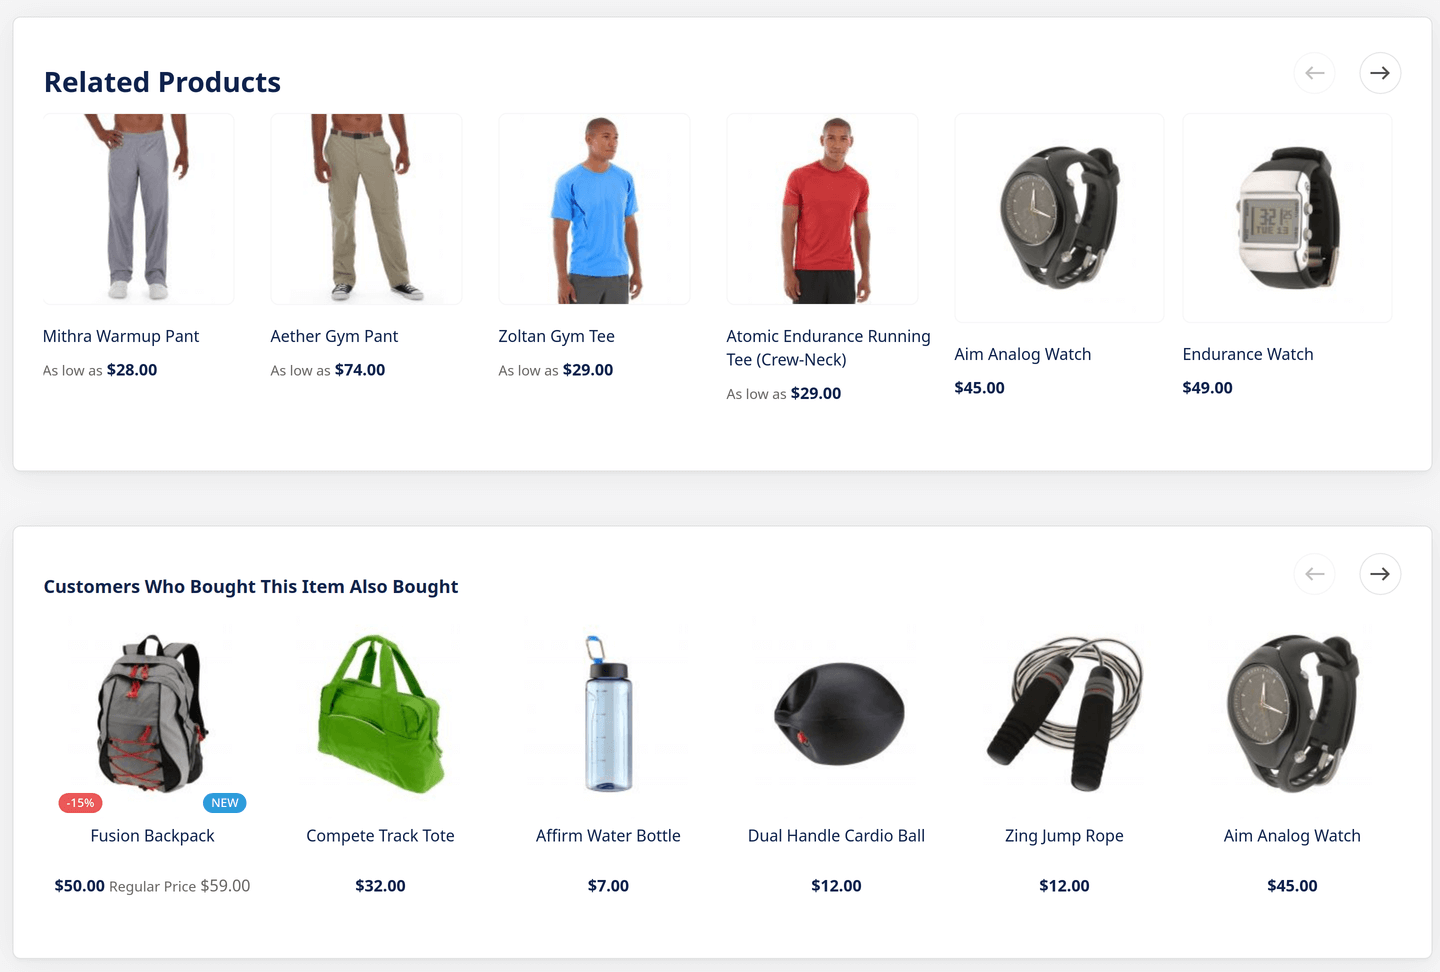 Related Products
Mithra Warmup Pant
As low as $28.00
Aether Gym Pant
As low as $74.00
Zoltan Gym Tee
As low as $29.00
Atomic Endurance Running
Tee (Crew-Neck)
As low as $29.00
Aim Analog Watch
$45.00
Endurance Watch
$49.00
Customers Who Bought This Item Also Bought
-15%
NEW
Fusion Backpack
$50.00 Regular Price $59.00
Compete Track Tote
$32.00
Affirm Water Bottle
$7.00
Dual Handle Cardio Ball
$12.00
Zing Jump Rope
$12.00
Aim Analog Watch
$45.00